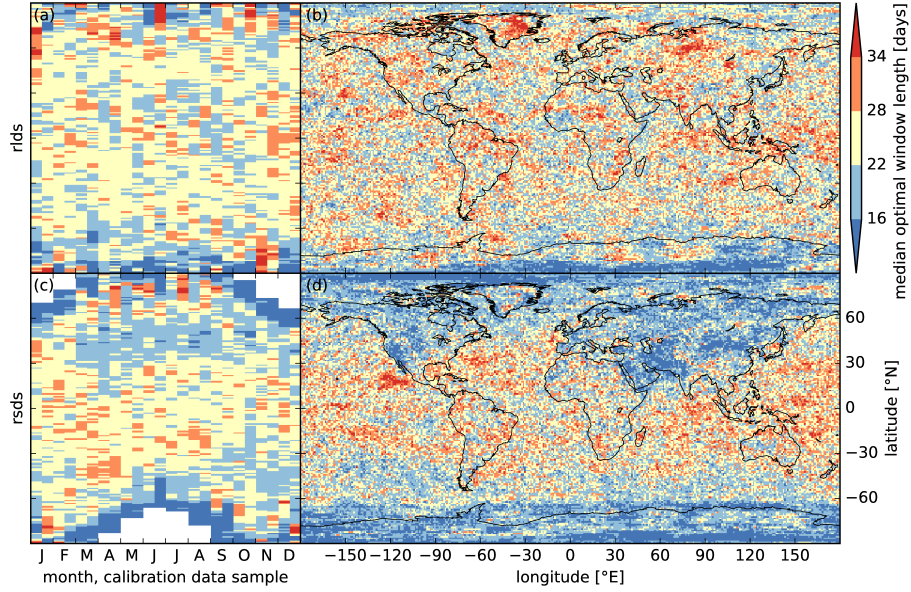 (a)
(b)
rlds
34
28
22
16
median optimal window length [days]
(c)
(d)
rsds
60
30
0
−30
−60
latitude [°N]
J F M A M J J A S O N D
−150 −120 −90 −60 −30 0 30 60 90 120 150
month, calibration data sample
longitude [°E]